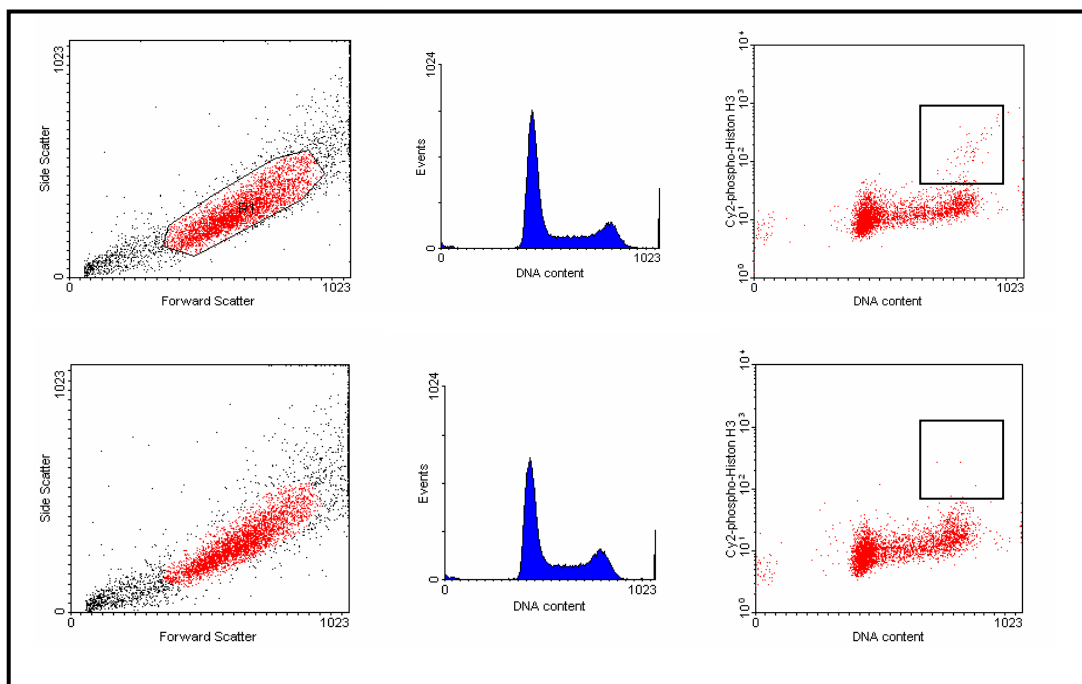 1023
Side Scatter
0
R1
0
1023
Forward Scatter
1024
Events
0
0
1023
DNA content
10⁴
10³
10²
10¹
10⁰
Cy2-phospho-Histon H3
0
1023
DNA content
1023
Side Scatter
0
0
1023
Forward Scatter
1024
Events
0
0
1023
DNA content
10⁴
10³
10²
10¹
10⁰
Cy2-phospho-Histon H3
0
1023
DNA content